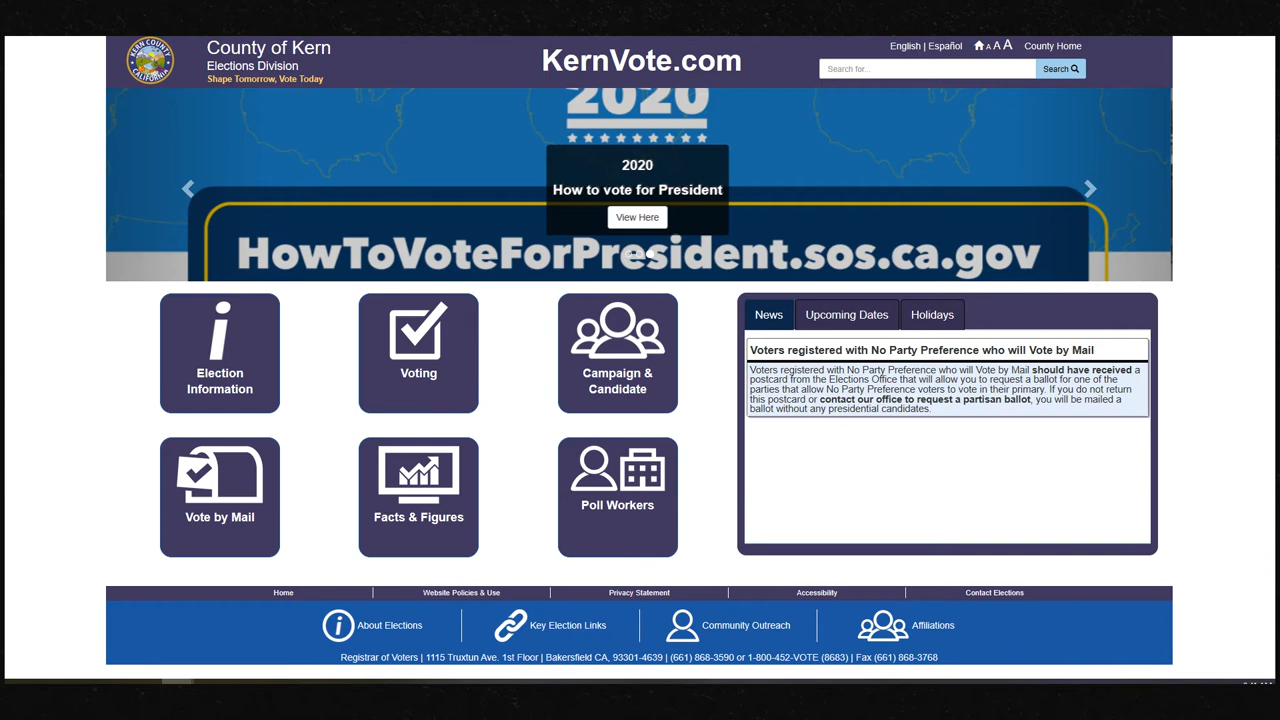 County of Kern
Elections Division
Shape Tomorrow, Vote Today
KernVote.com
English | Español
A A A
County Home
Search for...
Search
2020
2020
How to vote for President
View Here
HowToVoteForPresident.sos.ca.gov
Election
Information
Voting
Campaign &
Candidate
Vote by Mail
Facts & Figures
Poll Workers
News
Upcoming Dates
Holidays
Voters registered with No Party Preference who will Vote by Mail
Voters registered with No Party Preference who will Vote by Mail should have received a
postcard from the Elections Office that will allow you to request a ballot for one of the
parties that allow No Party Preference voters to vote in their primary. If you do not return
this postcard or contact our office to request a partisan ballot, you will be mailed a
ballot without any presidential candidates.
Home
Website Policies & Use
Privacy Statement
Accessibility
Contact Elections
About Elections
Key Election Links
Community Outreach
Affiliations
Registrar of Voters | 1115 Truxtun Ave. 1st Floor | Bakersfield CA, 93301-4639 | (661) 868-3590 or 1-800-452-VOTE (8683) | Fax (661) 868-3768
KERN COUNTY
CALIFORNIA